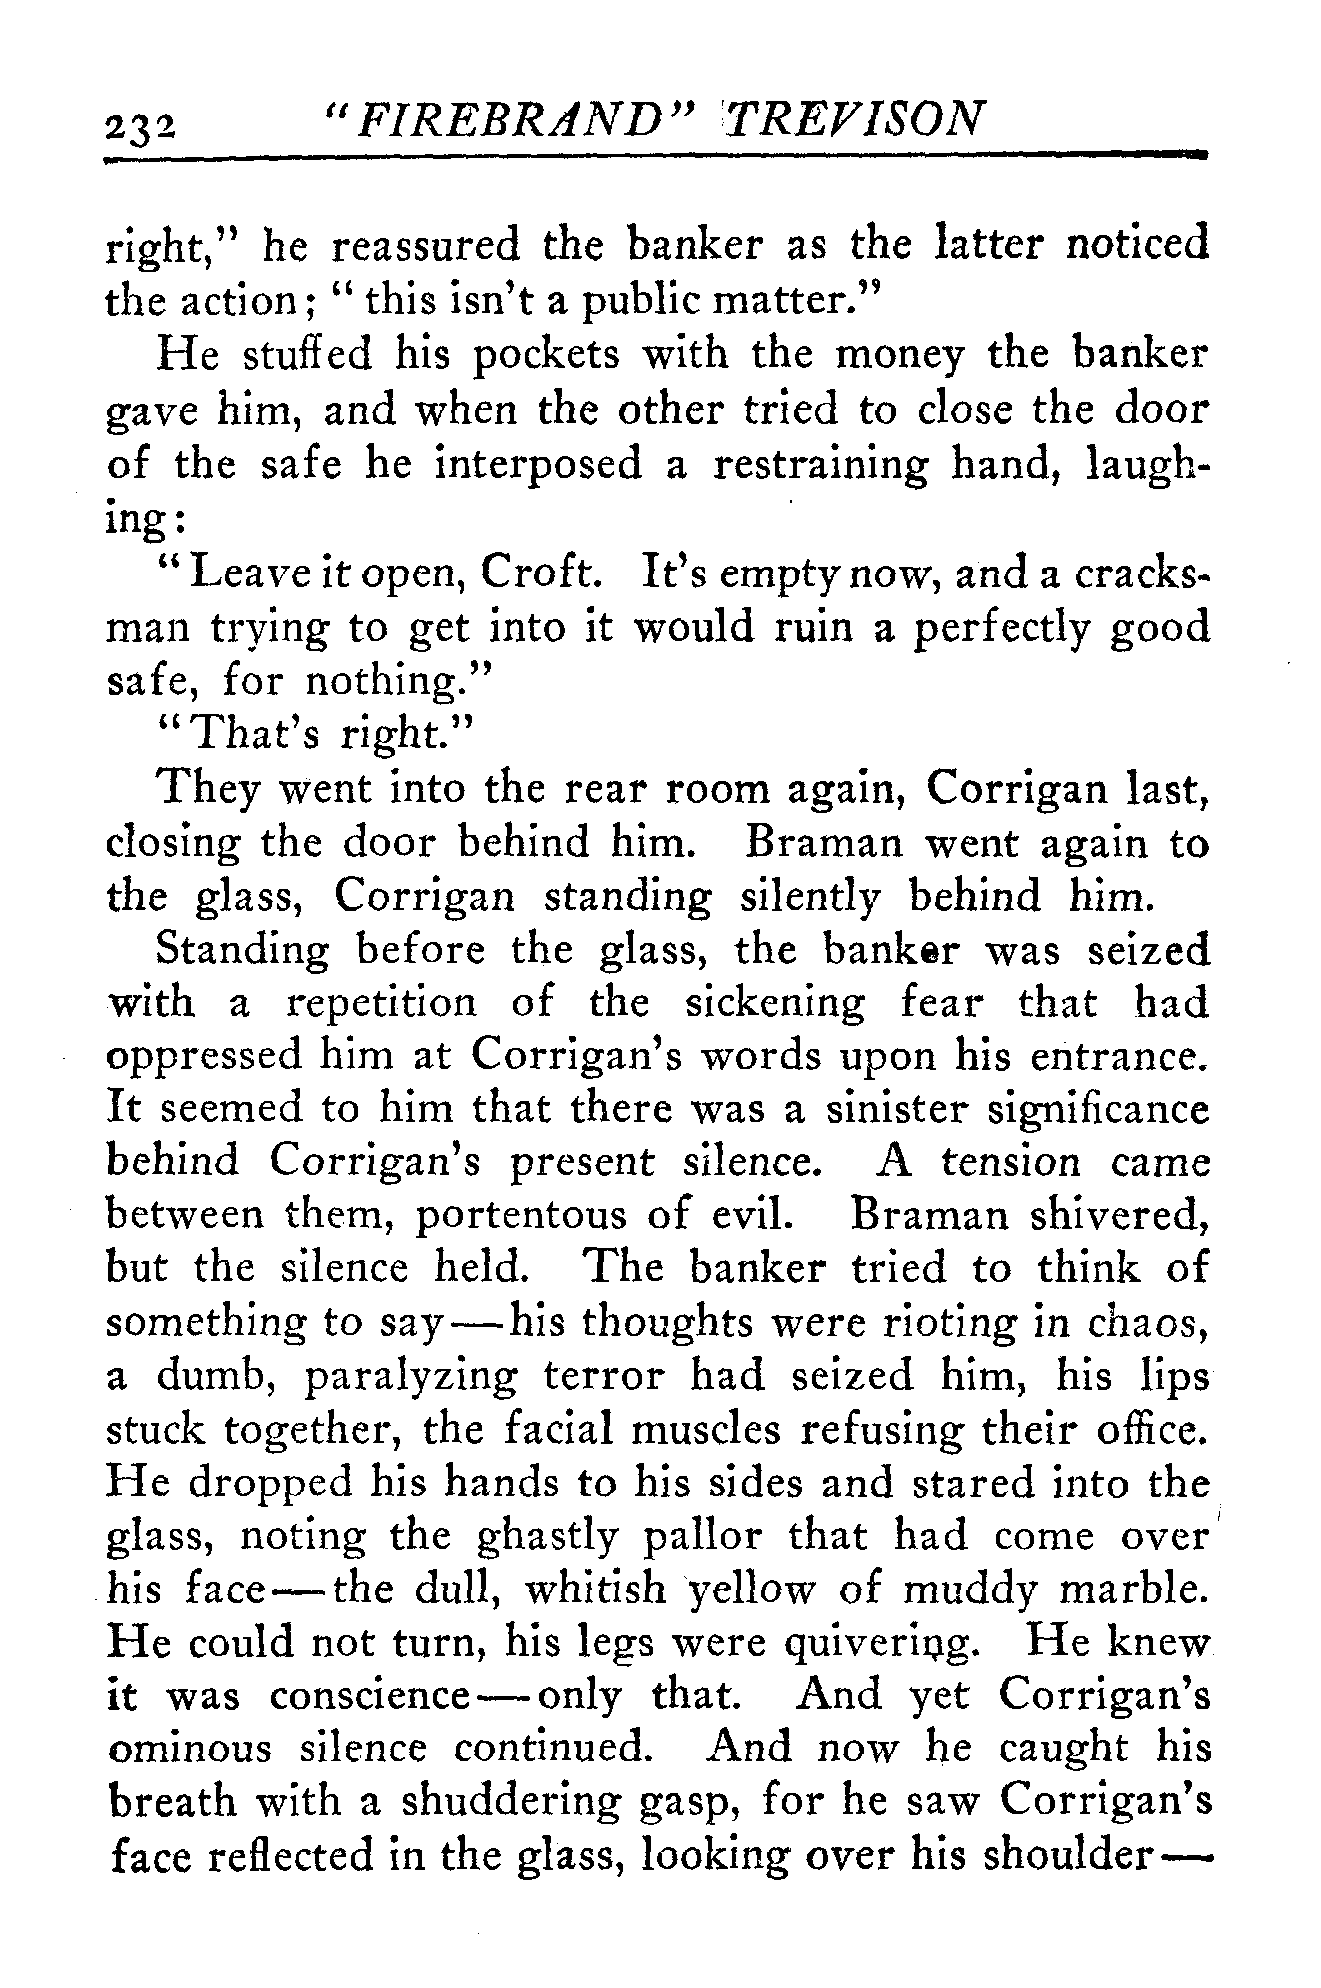 232 "FIREBRAND" TREVISON
right," he reassured the banker as the latter noticed
the action; "this isn't a public matter."
He stuffed his pockets with the money the banker
gave him, and when the other tried to close the door
of the safe he interposed a restraining hand, laugh-
ing:
"Leave it open, Croft. It's empty now, and a cracks-
man trying to get into it would ruin a perfectly good
safe, for nothing."
"That's right."
They went into the rear room again, Corrigan last,
closing the door behind him. Braman went again to
the glass, Corrigan standing silently behind him.
Standing before the glass, the banker was seized
with a repetition of the sickening fear that had
oppressed him at Corrigan's words upon his entrance.
It seemed to him that there was a sinister significance
behind Corrigan's present silence. A tension came
between them, portentous of evil. Braman shivered,
but the silence held. The banker tried to think of
something to say—his thoughts were rioting in chaos,
a dumb, paralyzing terror had seized him, his lips
stuck together, the facial muscles refusing their office.
He dropped his hands to his sides and stared into the
glass, noting the ghastly pallor that had come over
his face—the dull, whitish yellow of muddy marble.
He could not turn, his legs were quivering. He knew
it was conscience—only that. And yet Corrigan's
ominous silence continued. And now he caught his
breath with a shuddering gasp, for he saw Corrigan's
face reflected in the glass, looking over his shoulder—